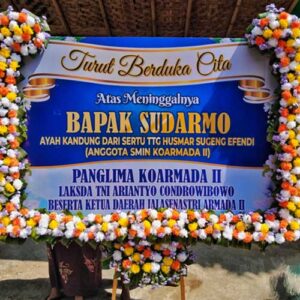 Turut Berduka Cita
Atas Meninggalnya
BAPAK SUDARMO
AYAH KANDUNG DARI SERTU TTG HUSMAR SUGENG EFENDI
(ANGGOTA SMIN KOARMADA II)
PANGLIMA KOARMADA II
LAKSDA TNI ARIANTYO CONDROWIBOWO
BESERTA KETUA DAERAH JALASENASTRI ARMADA II